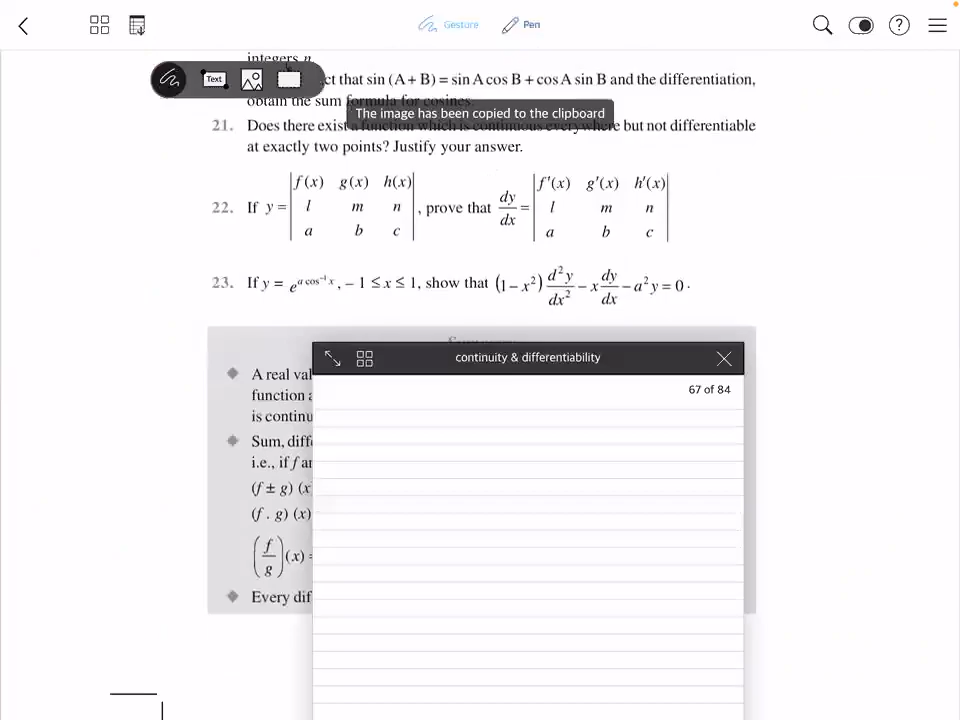 Gesture Pen
integers n.
Text
ct that sin (A + B) = sin A cos B + cos A sin B and the differentiation,
obtain the sum formula for cosines.
The image has been copied to the clipboard
21. Does there exist a function which is continuous everywhere but not differentiable
at exactly two points? Justify your answer.
22. If y = |f(x) g(x) h(x); l m n; a b c|, prove that dy/dx = |f′(x) g′(x) h′(x); l m n; a b c|
23. If y = e^{a cos⁻¹ x}, – 1 ≤ x ≤ 1, show that (1 – x²) d²y/dx² – x dy/dx – a²y = 0.
continuity & differentiability
67 of 84
A real val
function a
is continu
Sum, diffe
i.e., if f an
(f ± g) (x)
(f . g) (x)
(f/g)(x) =
Every dif